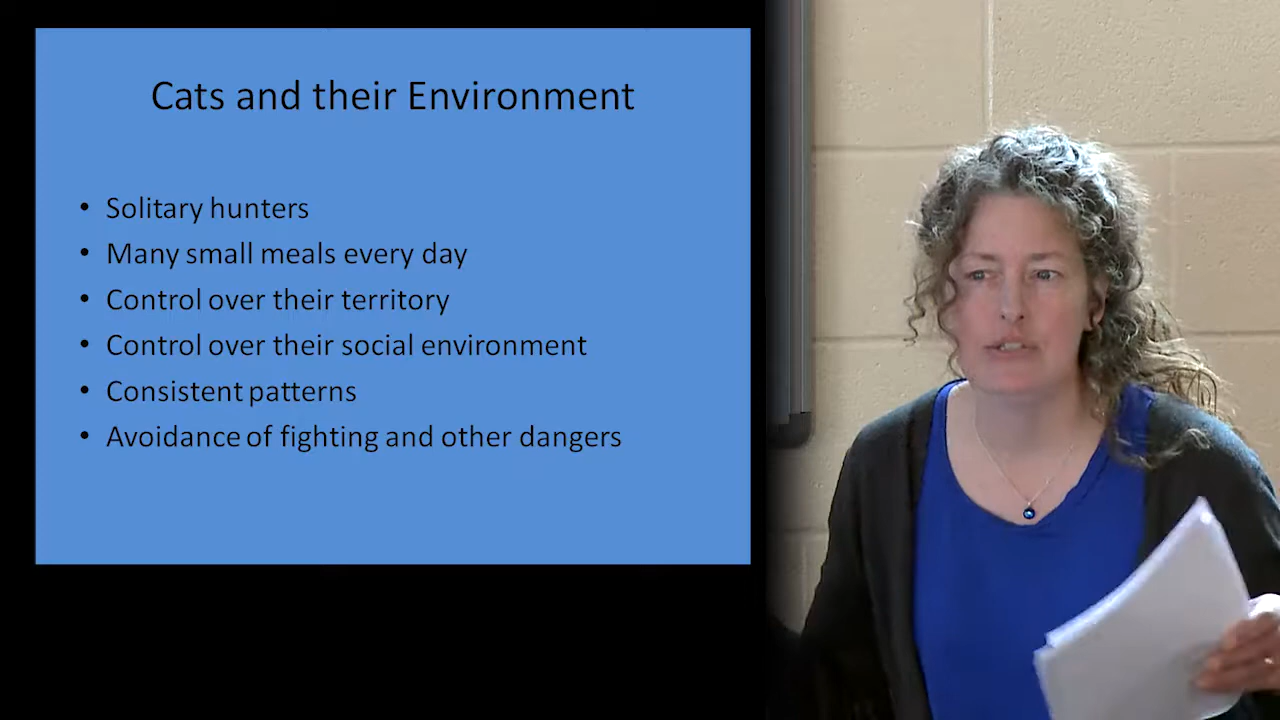 Cats and their Environment
• Solitary hunters
• Many small meals every day
• Control over their territory
• Control over their social environment
• Consistent patterns
• Avoidance of fighting and other dangers